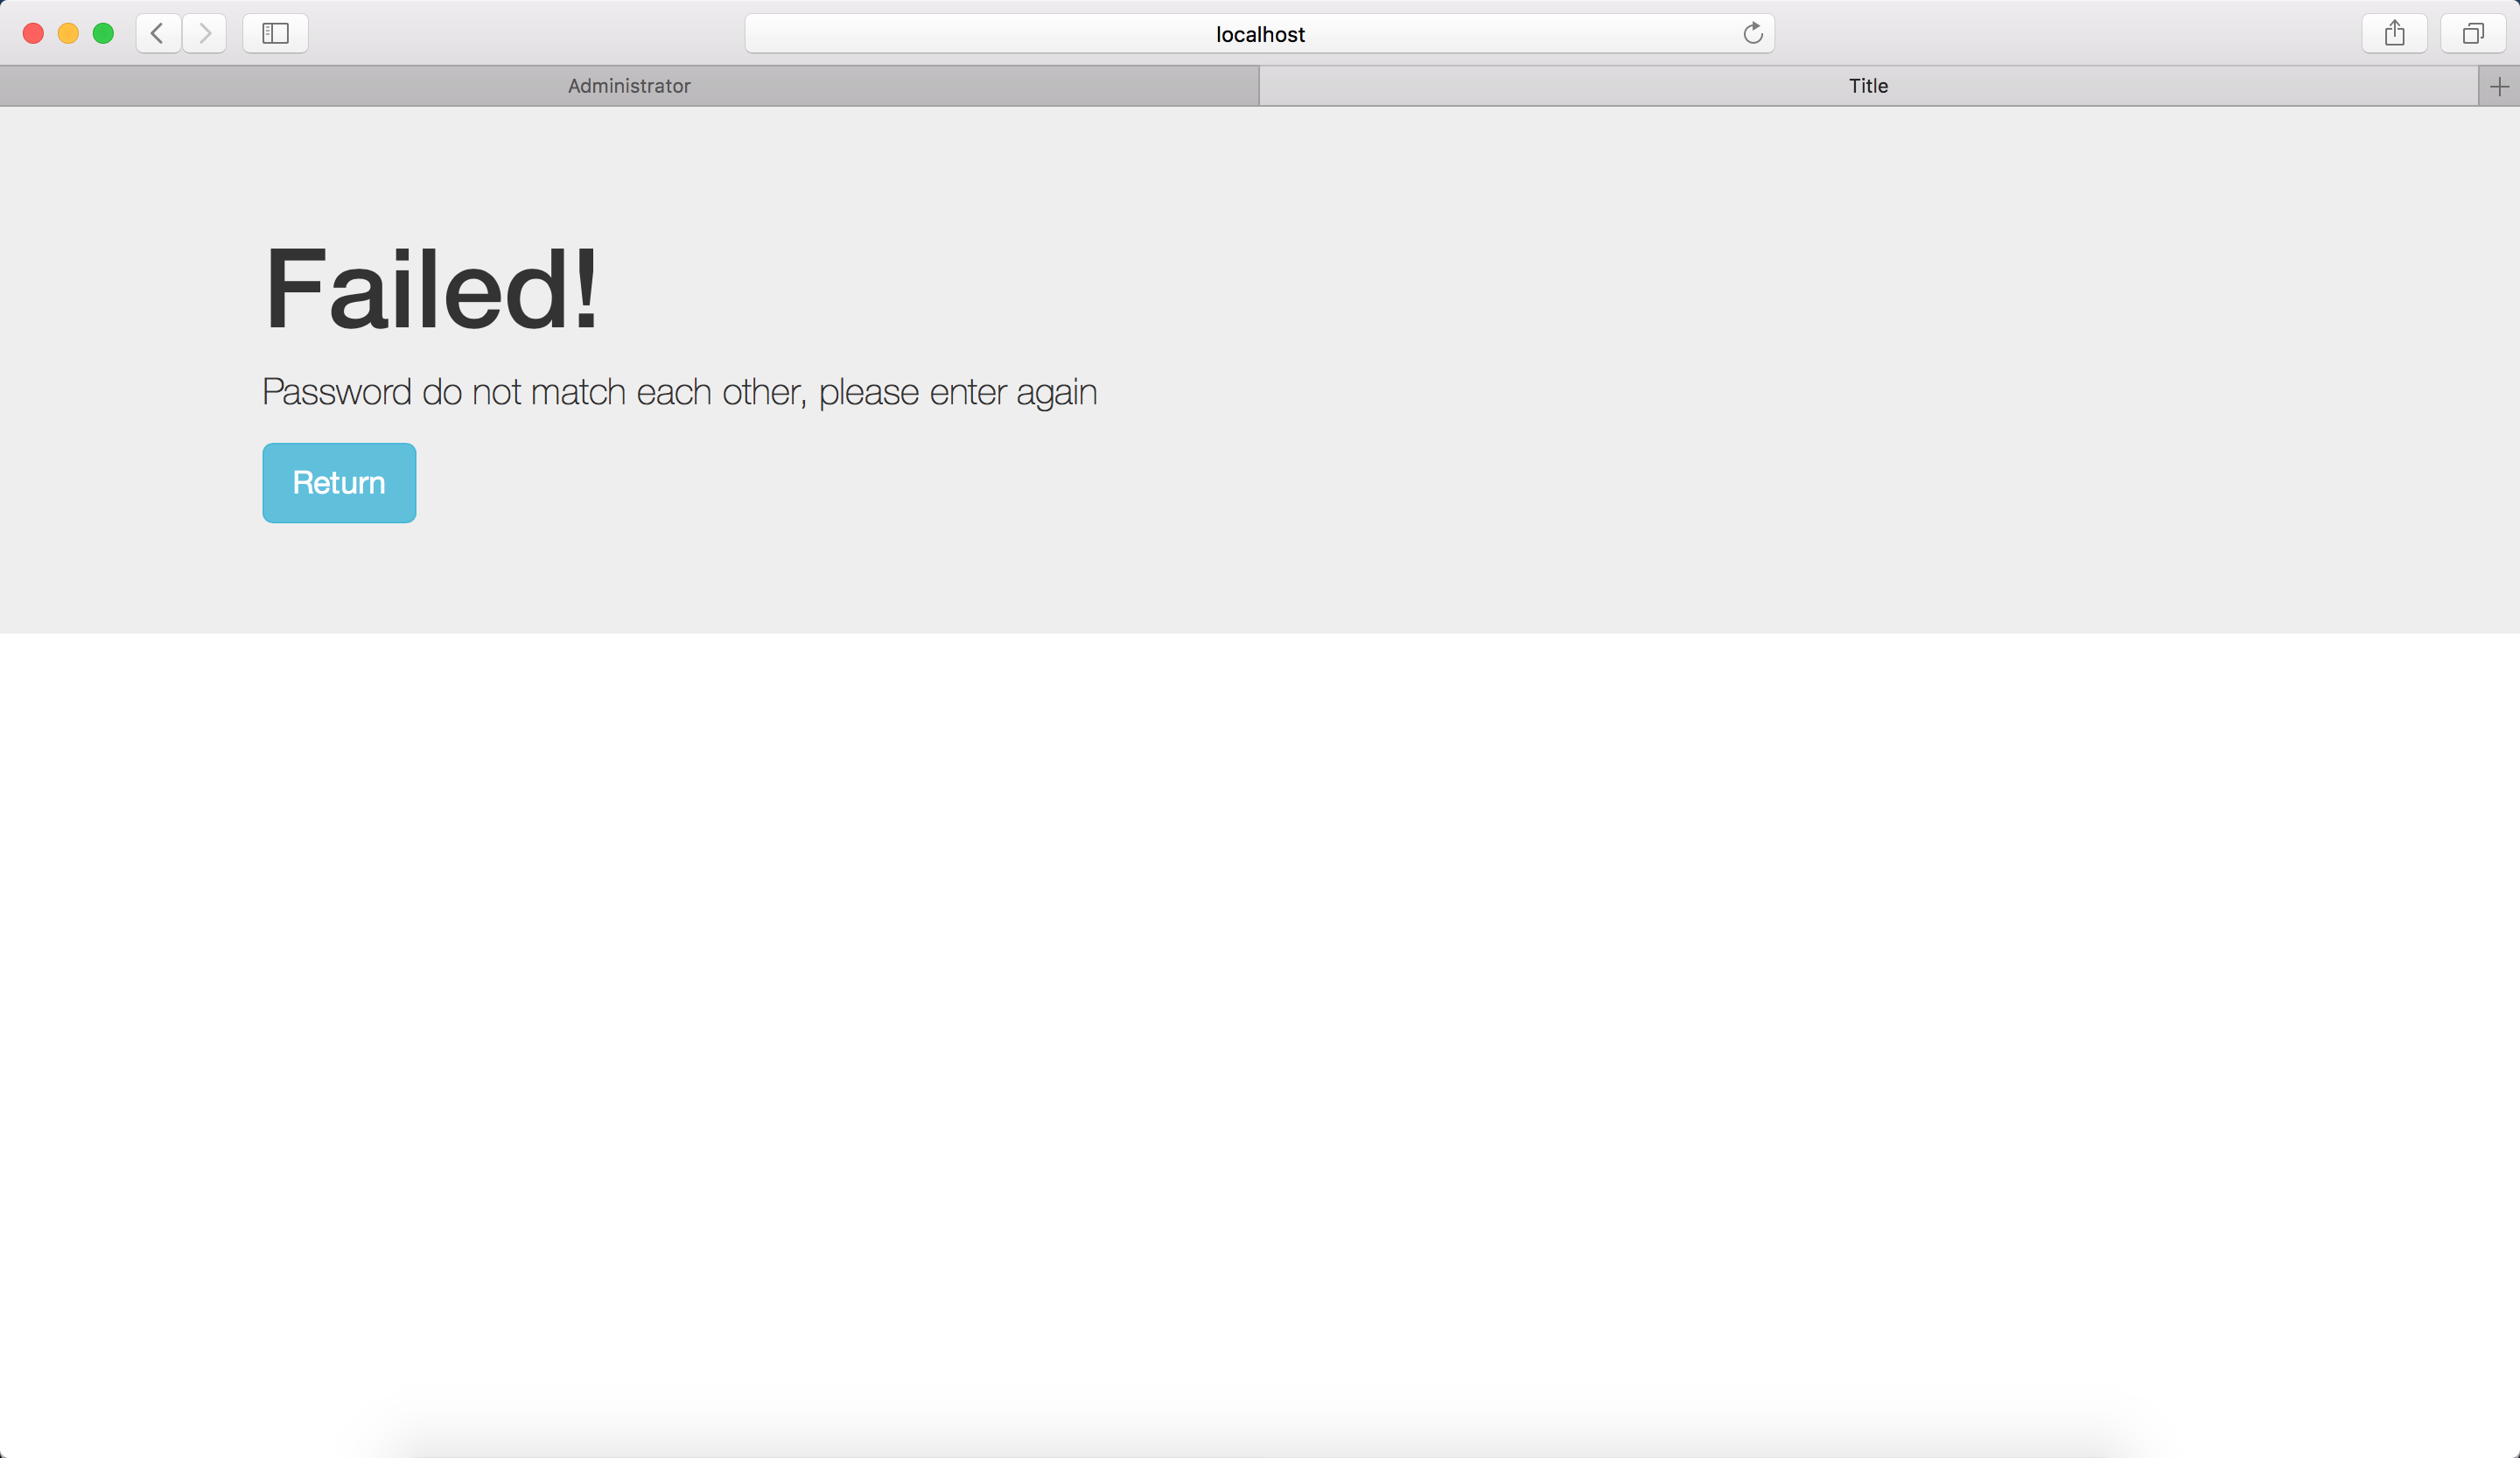 localhost
Administrator
Title
Failed!
Password do not match each other, please enter again
Return